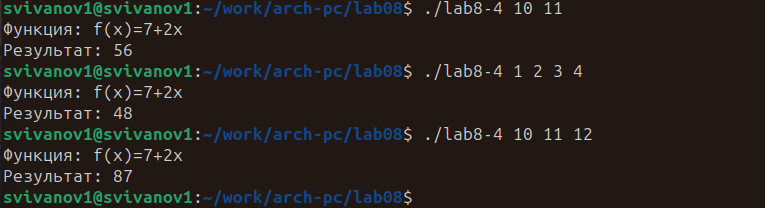 svivanov1@svivanov1:~/work/arch-pc/lab08$ ./lab8-4 10 11
Функция: f(x)=7+2x
Результат: 56
svivanov1@svivanov1:~/work/arch-pc/lab08$ ./lab8-4 1 2 3 4
Функция: f(x)=7+2x
Результат: 48
svivanov1@svivanov1:~/work/arch-pc/lab08$ ./lab8-4 10 11 12
Функция: f(x)=7+2x
Результат: 87
svivanov1@svivanov1:~/work/arch-pc/lab08$